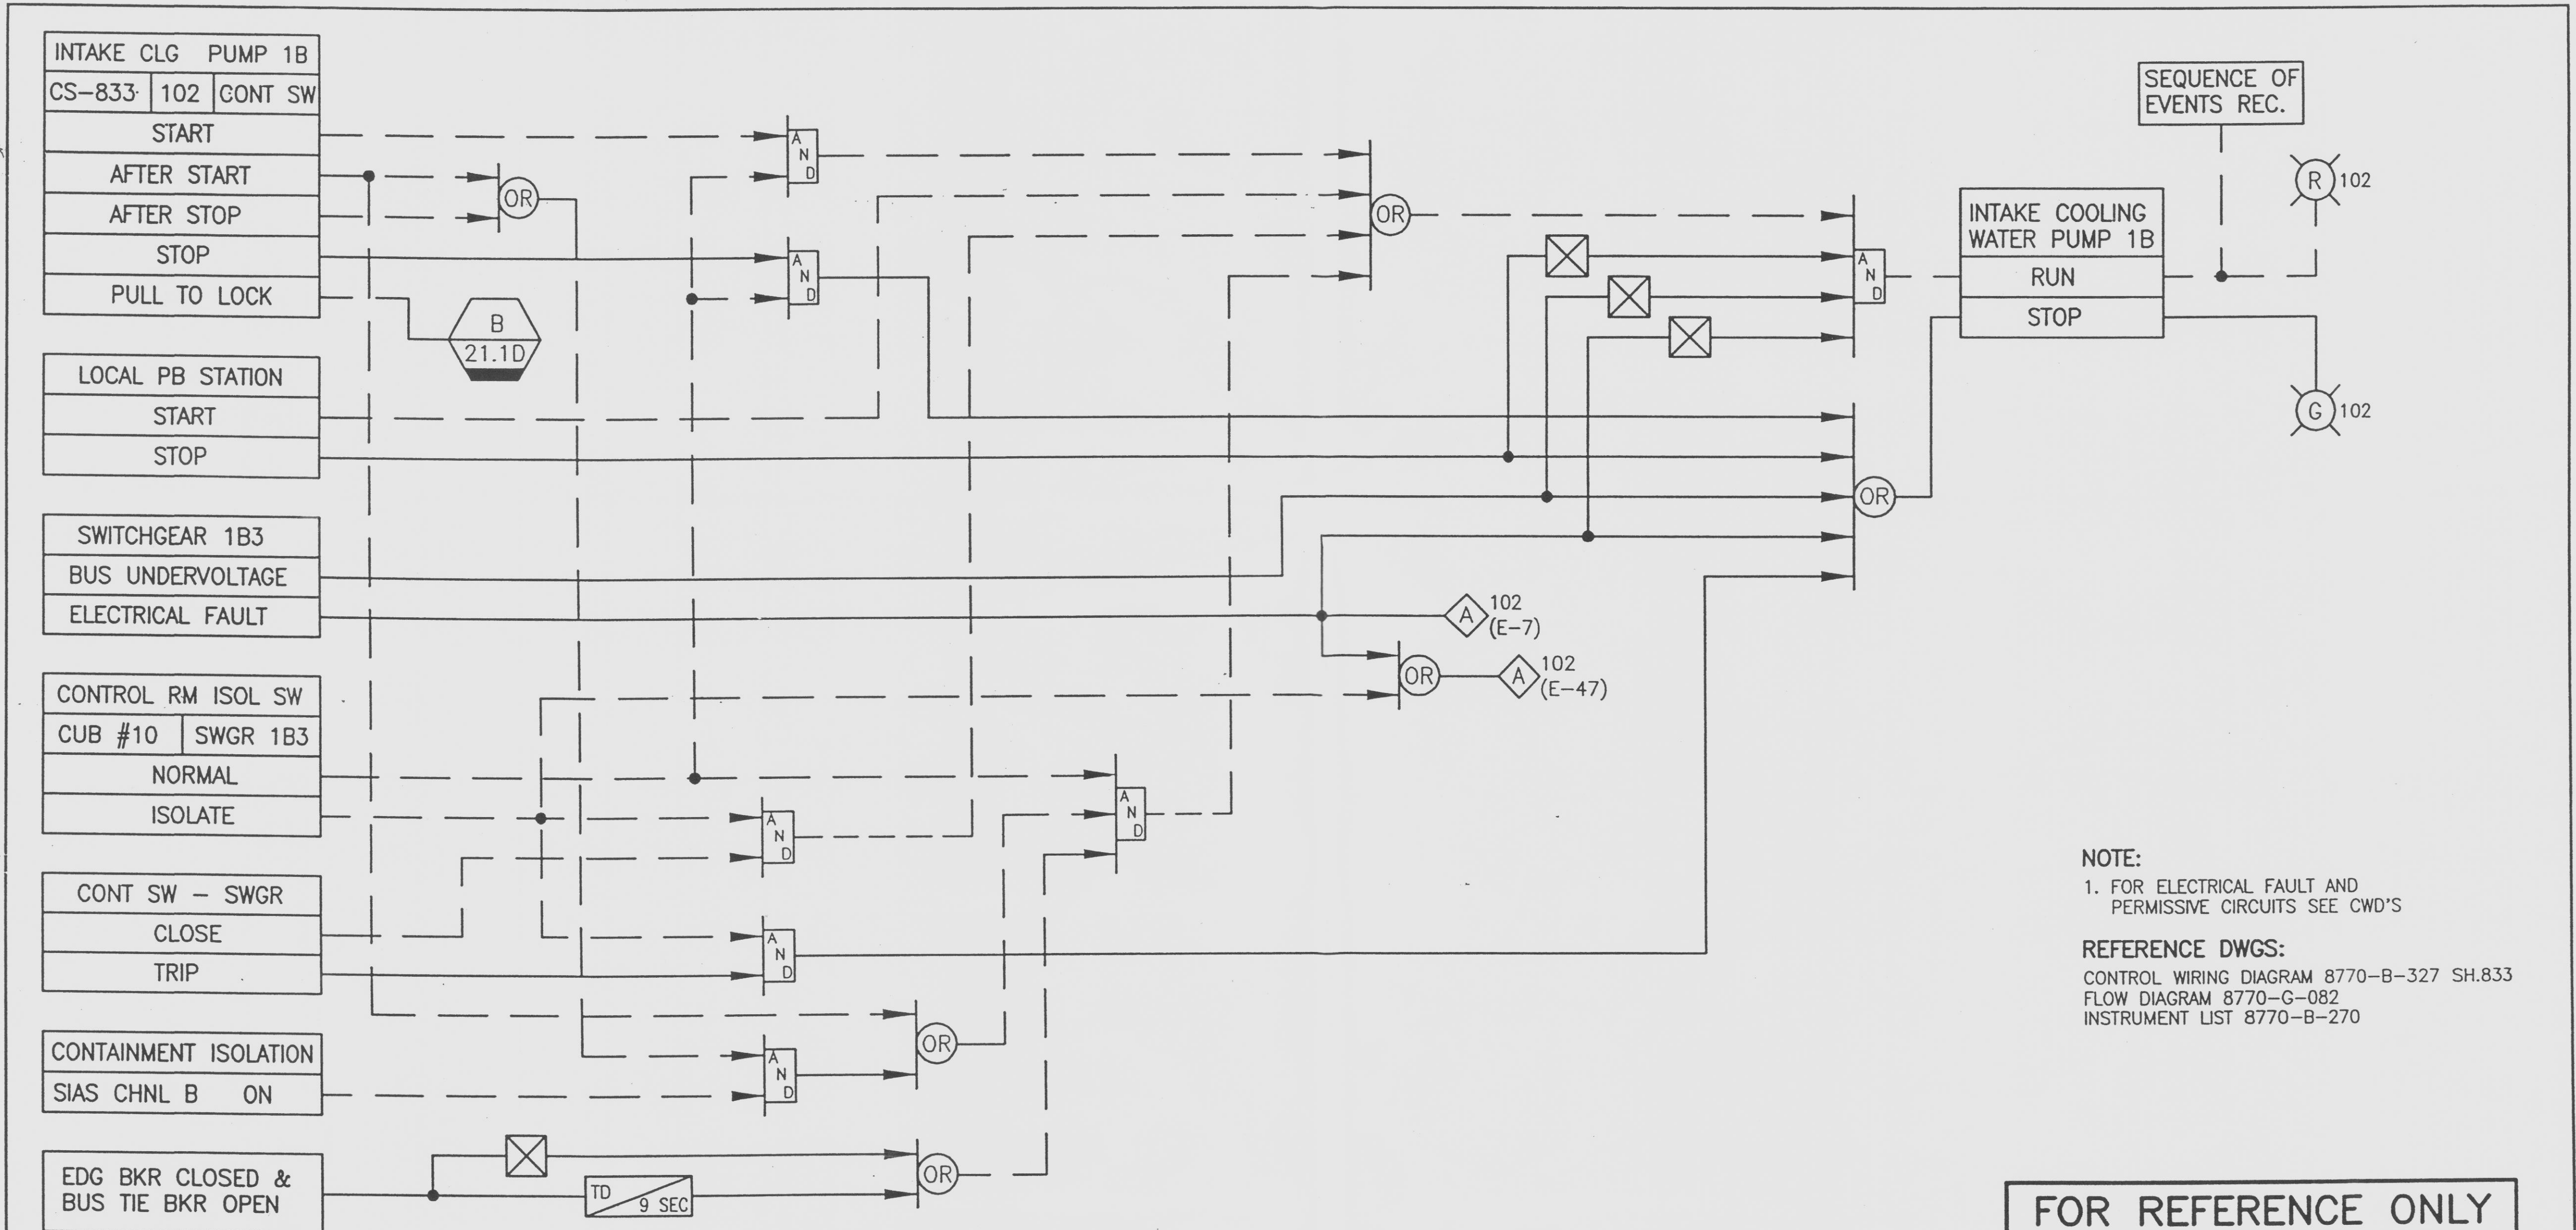 INTAKE CLG PUMP 1B
CS-833 102 CONT SW
START
AFTER START
AFTER STOP
STOP
PULL TO LOCK
B
21.1D
LOCAL PB STATION
START
STOP
SWITCHGEAR 1B3
BUS UNDERVOLTAGE
ELECTRICAL FAULT
CONTROL RM ISOL SW
CUB #10 SWGR 1B3
NORMAL
ISOLATE
CONT SW - SWGR
CLOSE
TRIP
CONTAINMENT ISOLATION
SIAS CHNL B ON
EDG BKR CLOSED &
BUS TIE BKR OPEN
OR
AND
AND
AND
AND
AND
TD 9 SEC
OR
OR
AND
OR
A 102
(E-7)
OR
A 102
(E-47)
AND
OR
INTAKE COOLING
WATER PUMP 1B
RUN
STOP
SEQUENCE OF
EVENTS REC.
R 102
G 102
NOTE:
1. FOR ELECTRICAL FAULT AND
PERMISSIVE CIRCUITS SEE CWD'S
REFERENCE DWGS:
CONTROL WIRING DIAGRAM 8770-B-327 SH.833
FLOW DIAGRAM 8770-G-082
INSTRUMENT LIST 8770-B-270
FOR REFERENCE ONLY